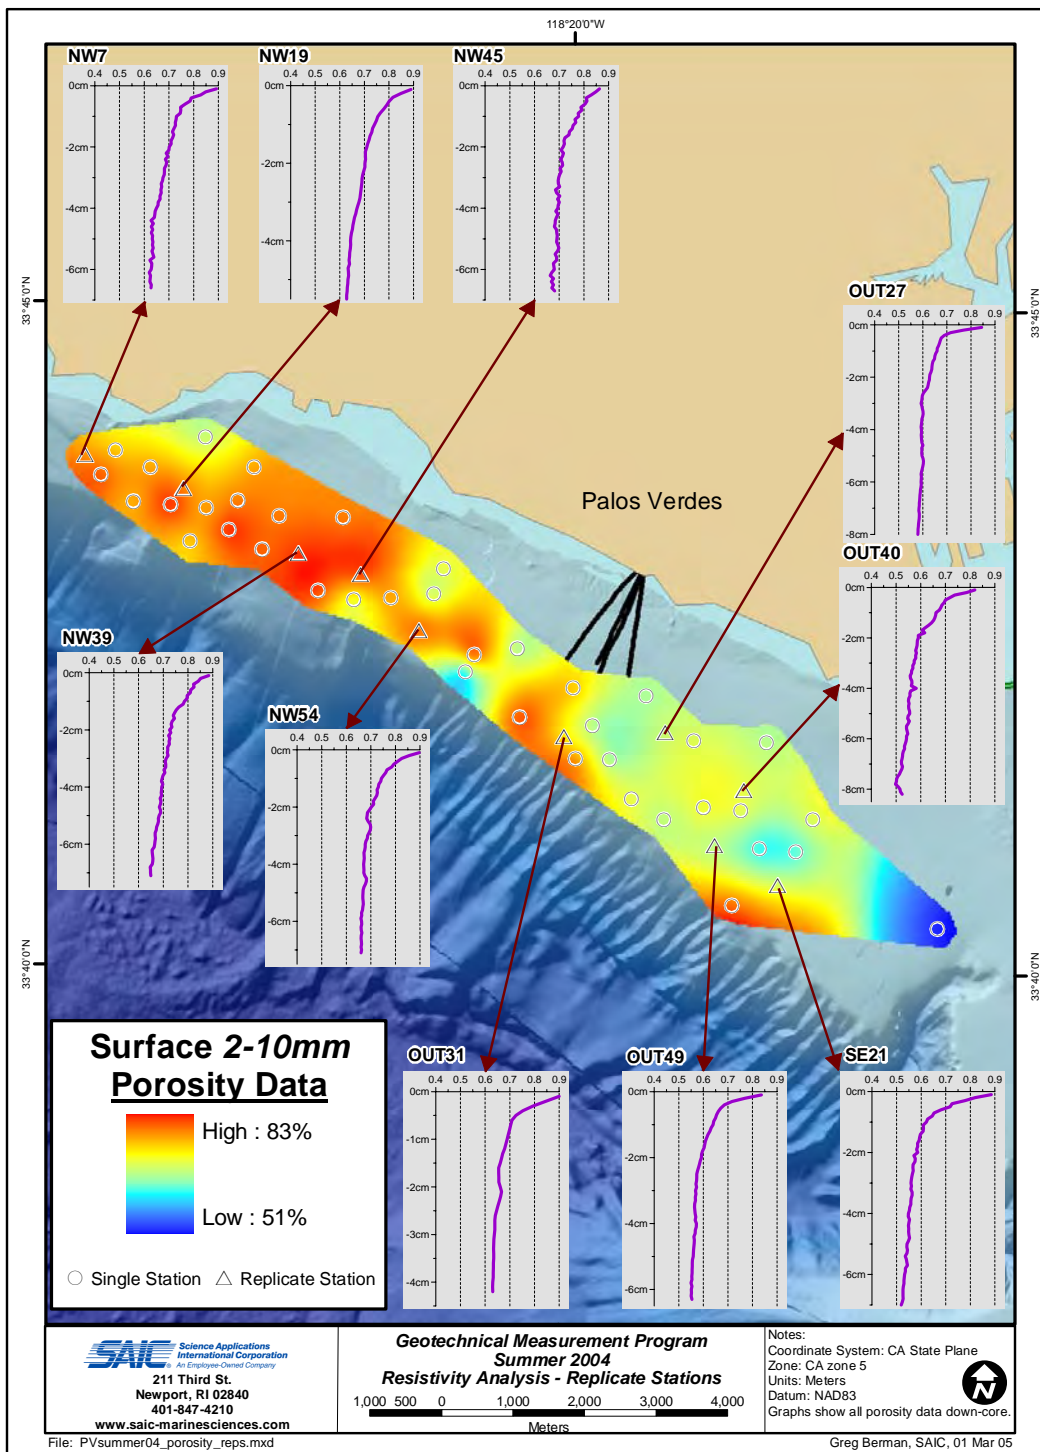 118°20'0"W
NW7
0.4 0.5 0.6 0.7 0.8 0.9
0cm
-2cm
-4cm
-6cm
NW19
0.4 0.5 0.6 0.7 0.8 0.9
0cm
-2cm
-4cm
NW45
0.4 0.5 0.6 0.7 0.8 0.9
0cm
-2cm
-4cm
-6cm
33°45'0"N
33°45'0"N
OUT27
0.4 0.5 0.6 0.7 0.8 0.9
0cm
-2cm
-4cm
-6cm
-8cm
Palos Verdes
OUT40
0.4 0.5 0.6 0.7 0.8 0.9
0cm
-2cm
-4cm
-6cm
-8cm
NW39
0.4 0.5 0.6 0.7 0.8 0.9
0cm
-2cm
-4cm
-6cm
NW54
0.4 0.5 0.6 0.7 0.8 0.9
0cm
-2cm
-4cm
-6cm
33°40'0"N
33°40'0"N
OUT31
0.4 0.5 0.6 0.7 0.8 0.9
0cm
-1cm
-2cm
-3cm
-4cm
OUT49
0.4 0.5 0.6 0.7 0.8 0.9
0cm
-2cm
-4cm
-6cm
SE21
0.4 0.5 0.6 0.7 0.8 0.9
0cm
-2cm
-4cm
-6cm
Surface 2-10mm
Porosity Data
High : 83%
Low : 51%
Single Station
Replicate Station
SAIC
Science Applications
International Corporation
An Employee-Owned Company
211 Third St.
Newport, RI 02840
401-847-4210
www.saic-marinesciences.com
Geotechnical Measurement Program
Summer 2004
Resistivity Analysis - Replicate Stations
1,000 500 0 1,000 2,000 3,000 4,000
Meters
Notes:
Coordinate System: CA State Plane
Zone: CA zone 5
Units: Meters
Datum: NAD83
Graphs show all porosity data down-core.
N
File: PVsummer04_porosity_reps.mxd
Greg Berman, SAIC, 01 Mar 05